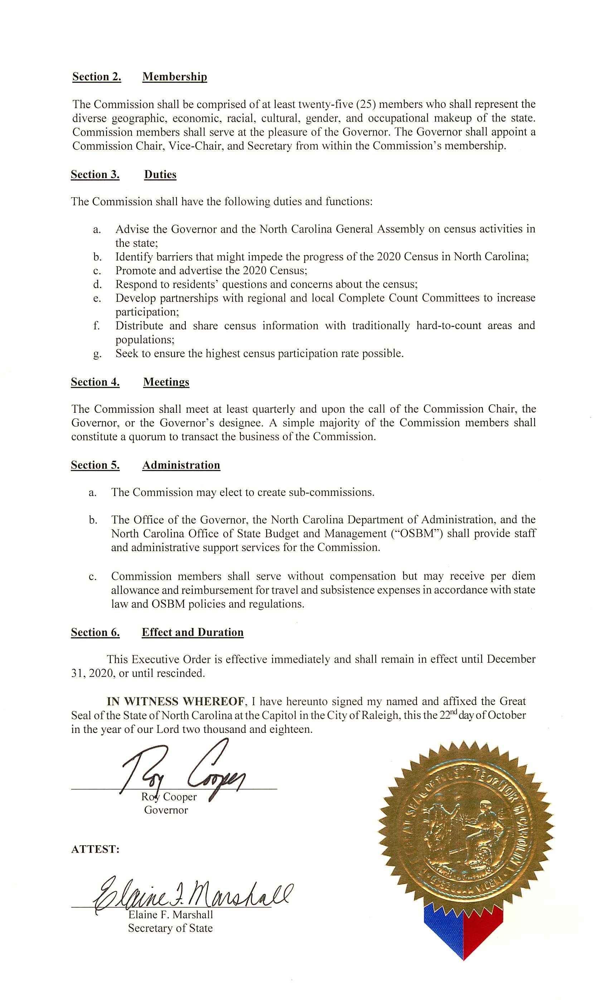 Section 2. Membership
The Commission shall be comprised of at least twenty-five (25) members who shall represent the
diverse geographic, economic, racial, cultural, gender, and occupational makeup of the state.
Commission members shall serve at the pleasure of the Governor. The Governor shall appoint a
Commission Chair, Vice-Chair, and Secretary from within the Commission's membership.
Section 3. Duties
The Commission shall have the following duties and functions:
a. Advise the Governor and the North Carolina General Assembly on census activities in
the state;
b. Identify barriers that might impede the progress of the 2020 Census in North Carolina;
c. Promote and advertise the 2020 Census;
d. Respond to residents' questions and concerns about the census;
e. Develop partnerships with regional and local Complete Count Committees to increase
participation;
f. Distribute and share census information with traditionally hard-to-count areas and
populations;
g. Seek to ensure the highest census participation rate possible.
Section 4. Meetings
The Commission shall meet at least quarterly and upon the call of the Commission Chair, the
Governor, or the Governor's designee. A simple majority of the Commission members shall
constitute a quorum to transact the business of the Commission.
Section 5. Administration
a. The Commission may elect to create sub-commissions.
b. The Office of the Governor, the North Carolina Department of Administration, and the
North Carolina Office of State Budget and Management ("OSBM") shall provide staff
and administrative support services for the Commission.
c. Commission members shall serve without compensation but may receive per diem
allowance and reimbursement for travel and subsistence expenses in accordance with state
law and OSBM policies and regulations.
Section 6. Effect and Duration
This Executive Order is effective immediately and shall remain in effect until December
31, 2020, or until rescinded.
IN WITNESS WHEREOF, I have hereunto signed my named and affixed the Great
Seal of the State of North Carolina at the Capitol in the City of Raleigh, this the 22nd day of October
in the year of our Lord two thousand and eighteen.
Roy Cooper
Roy Cooper
Governor
ATTEST:
Elaine F. Marshall
Elaine F. Marshall
Secretary of State
GREAT SEAL OF THE STATE OF NORTH CAROLINA